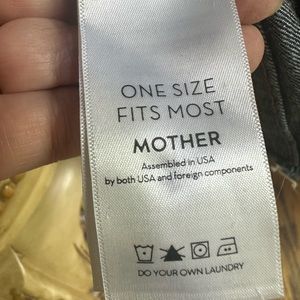 ONE SIZE
FITS MOST
MOTHER
Assembled in USA
by both USA and foreign components
DO YOUR OWN LAUNDRY